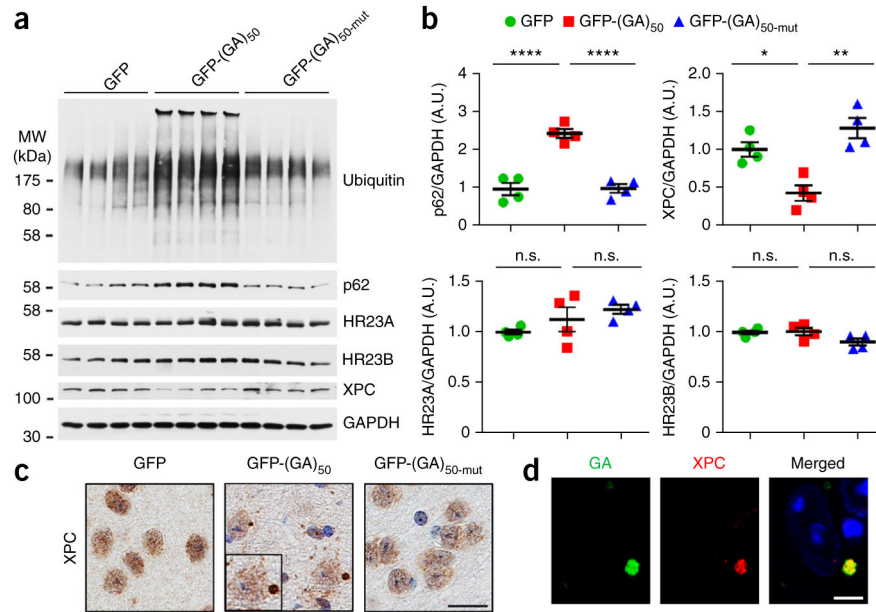 a
GFP
GFP-(GA)50
GFP-(GA)50-mut
MW
(kDa)
175
80
58
Ubiquitin
58
p62
58
HR23A
58
HR23B
100
XPC
30
GAPDH
b
GFP GFP-(GA)50 GFP-(GA)50-mut
p62/GAPDH (A.U.)
4
3
2
1
0
**** ****
XPC/GAPDH (A.U.)
2.0
1.5
1.0
0.5
0
* **
HR23A/GAPDH (A.U.)
1.5
1.0
0.5
n.s. n.s.
HR23B/GAPDH (A.U.)
1.5
1.0
0.5
n.s. n.s.
c
GFP GFP-(GA)50 GFP-(GA)50-mut
XPC
d
GA XPC Merged